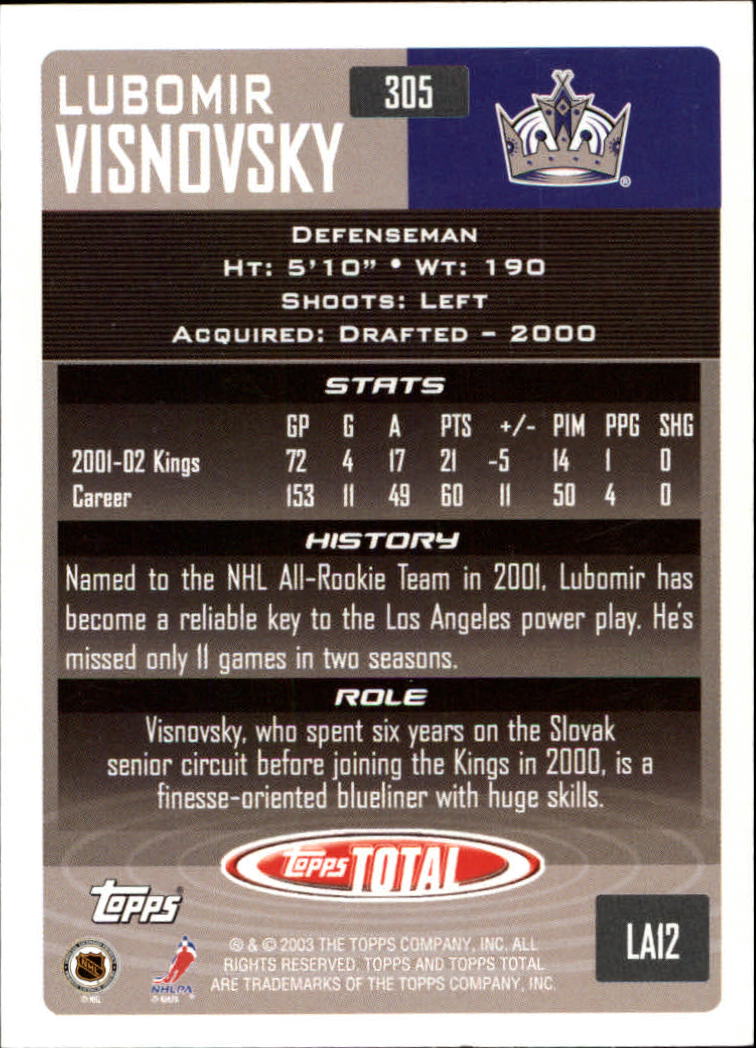 LUBOMIR
VISNOVSKY
305
®
DEFENSEMAN
HT: 5'10" • WT: 190
SHOOTS: LEFT
ACQUIRED: DRAFTED – 2000
STATS
GP G A PTS +/- PIM PPG SHG
2001-02 Kings 72 4 17 21 -5 14 1 0
Career 153 11 49 60 11 50 4 0
HISTORY
Named to the NHL All-Rookie Team in 2001, Lubomir has
become a reliable key to the Los Angeles power play. He's
missed only 11 games in two seasons.
ROLE
Visnovsky, who spent six years on the Slovak
senior circuit before joining the Kings in 2000, is a
finesse-oriented blueliner with huge skills.
topps TOTAL
topps®
LA12
NHL
© NHL
NHLPA
© NHLPA
® & © 2003 THE TOPPS COMPANY, INC. ALL
RIGHTS RESERVED. TOPPS AND TOPPS TOTAL
ARE TRADEMARKS OF THE TOPPS COMPANY, INC.